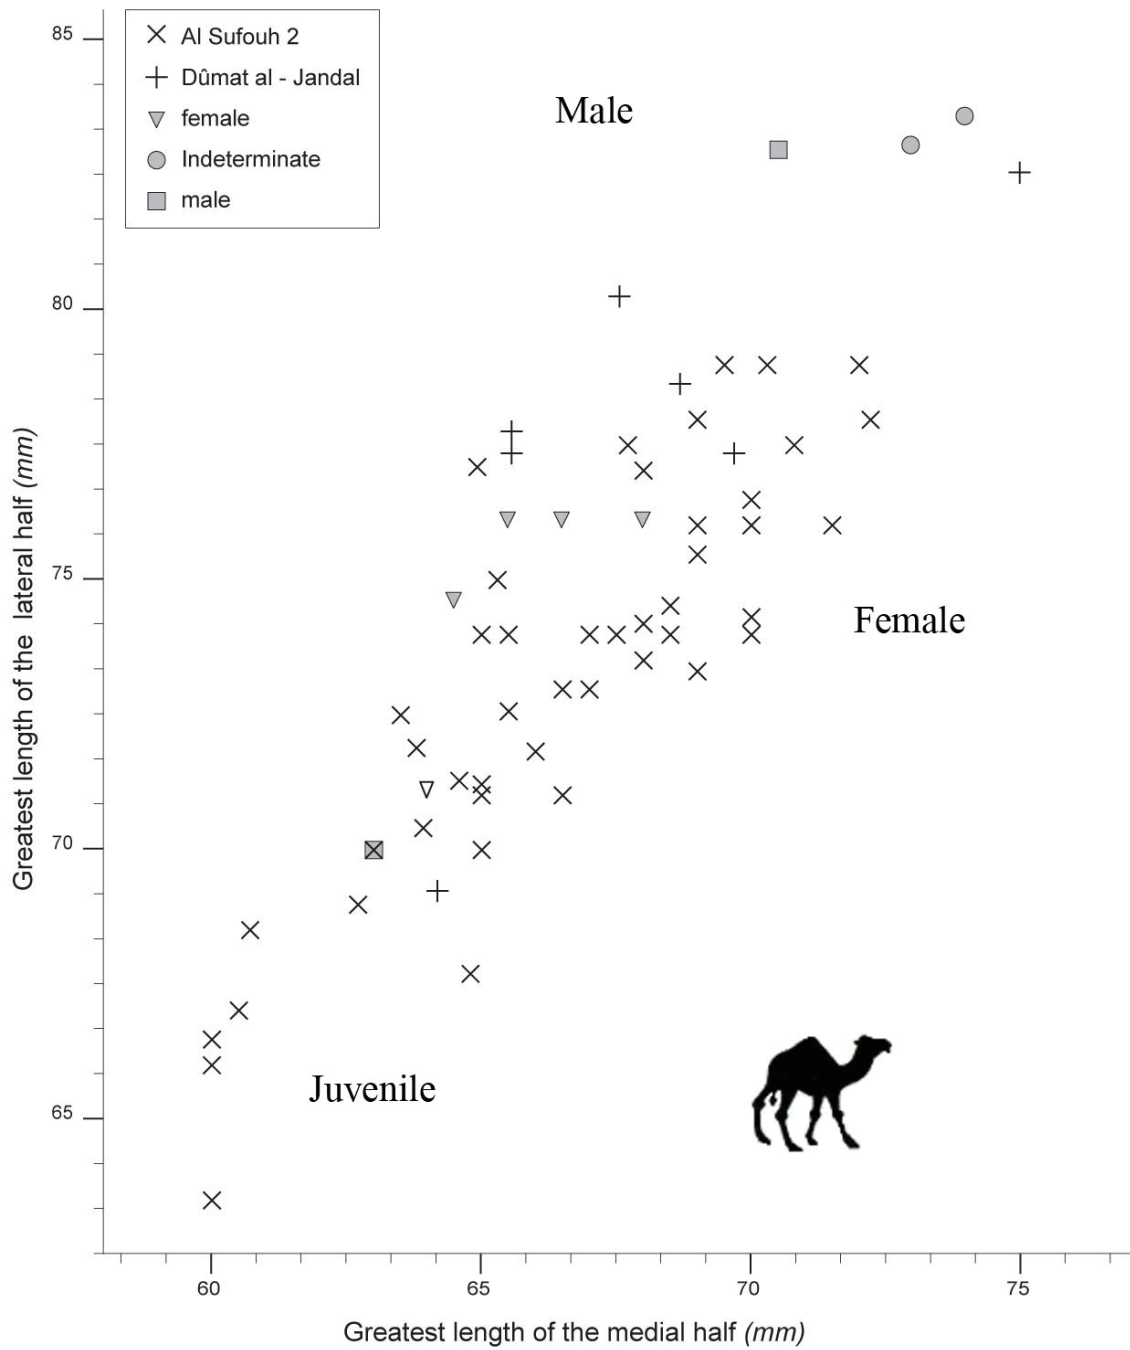 85
Al Sufouh 2
Dûmat al - Jandal
female
Indeterminate
male
Male
80
75
Female
70
Juvenile
65
Greatest length of the lateral half (mm)
60 65 70 75
Greatest length of the medial half (mm)